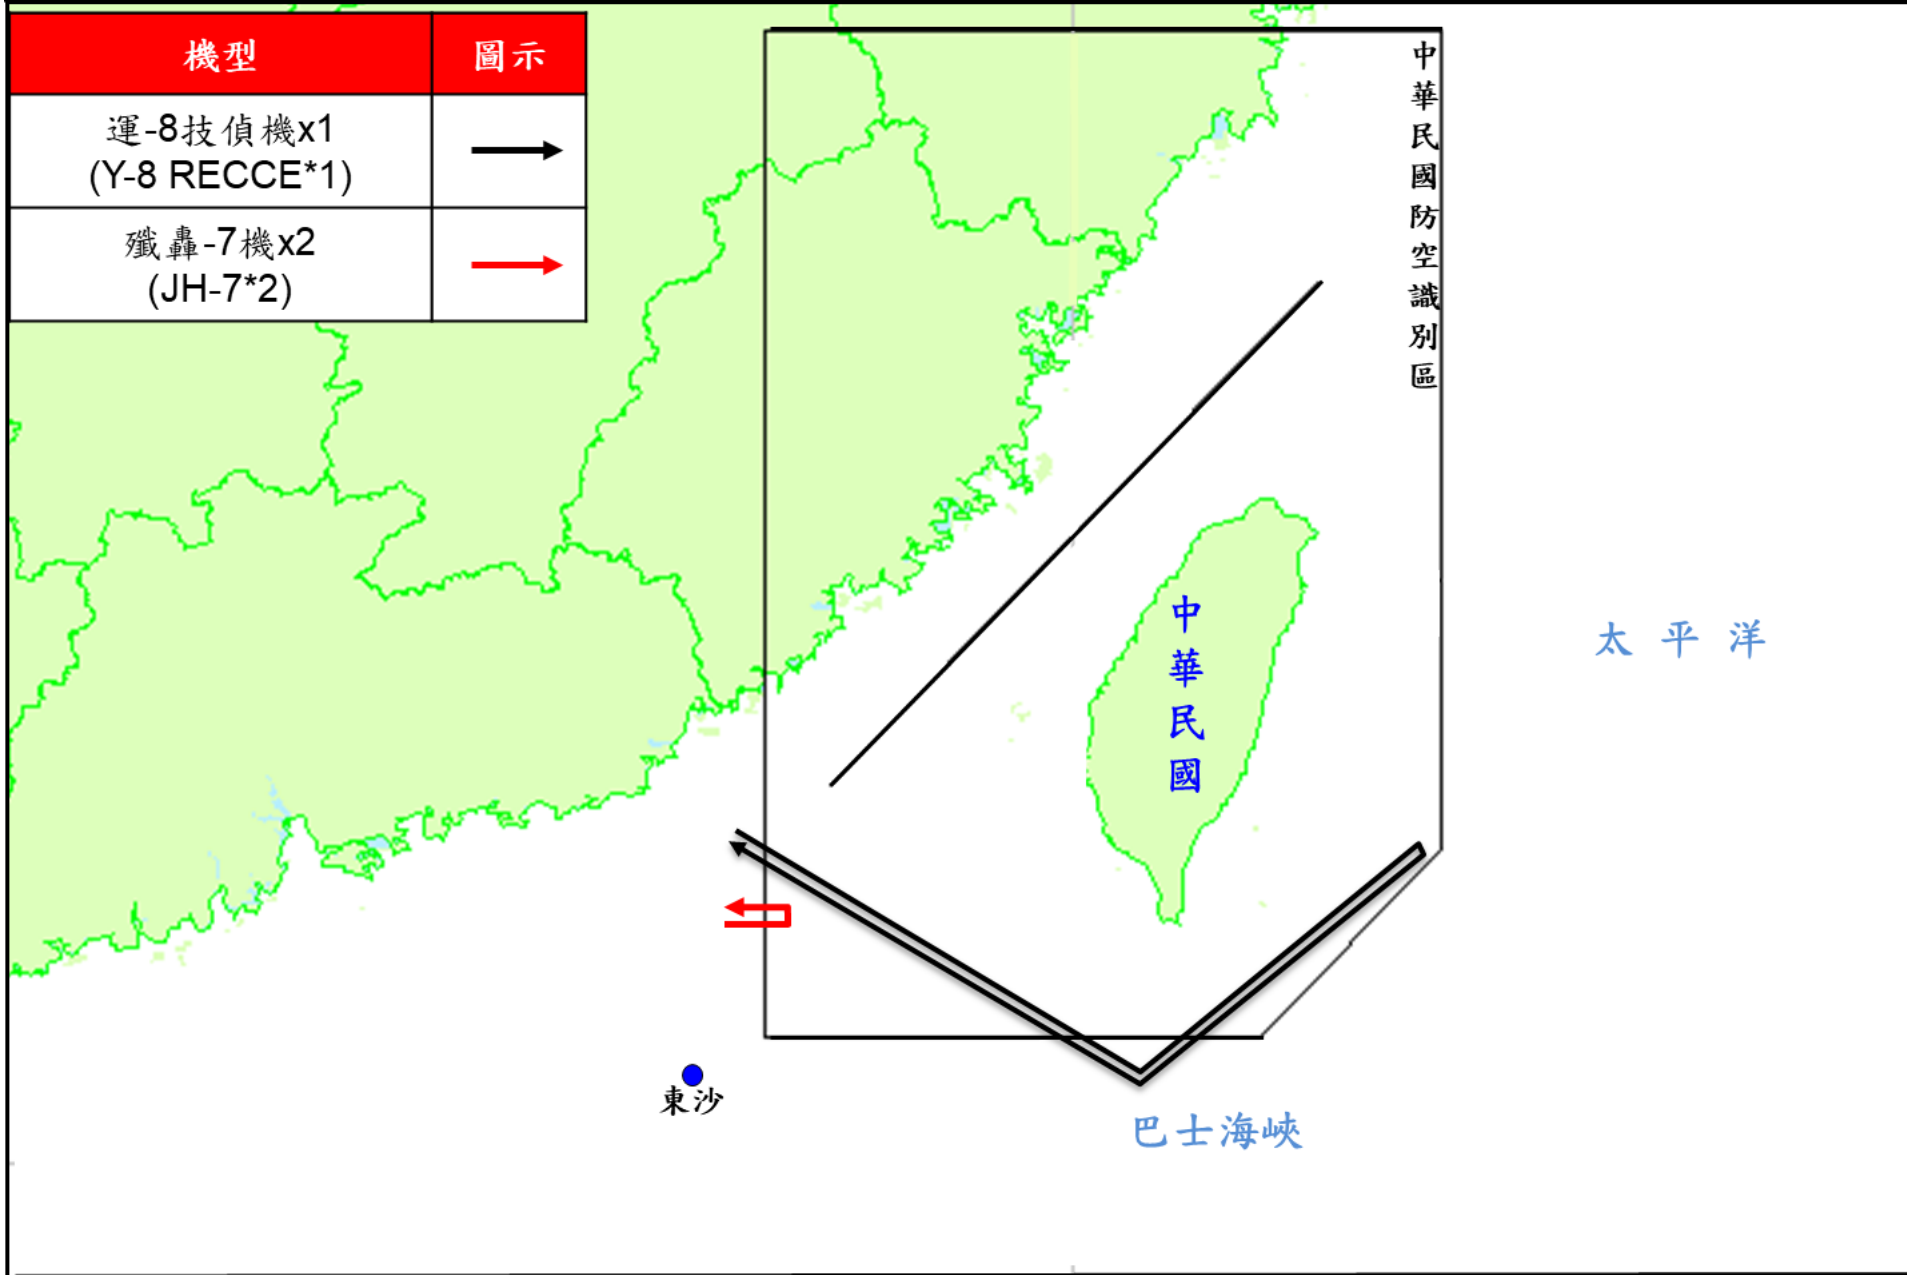 機型
圖示
運-8技偵機x1
(Y-8 RECCE*1)
殲轟-7機x2
(JH-7*2)
中華民國防空識別區
中華民國
太平洋
東沙
巴士海峽